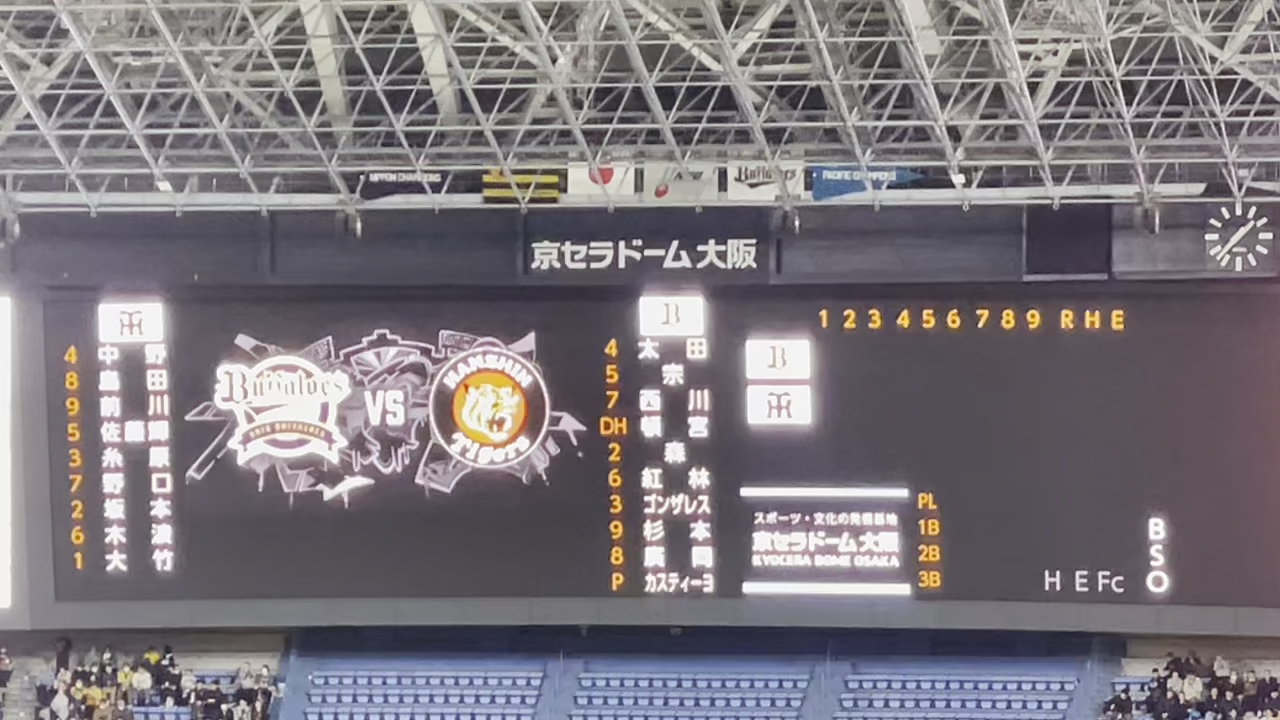 NIPPON CHAMPIONS
Buffaloes
PACIFIC CHAMPIONS
京セラドーム 大阪
4 中野
8 島田
9 前川
5 佐藤輝
3 糸原
7 野口
2 坂本
6 木浪
1 大竹
Buffaloes
VS
HANSHIN
Tigers
B
4 太田
5 宗
7 西川
DH 頓宮
2 森
6 紅林
3 ゴンザレス
9 杉本
8 廣岡
P カスティーヨ
1 2 3 4 5 6 7 8 9 R H E
B
スポーツ・文化の発信基地
京セラドーム 大阪
KYOCERA DOME OSAKA
PL
1B
2B
3B
H E Fc
B
S
O